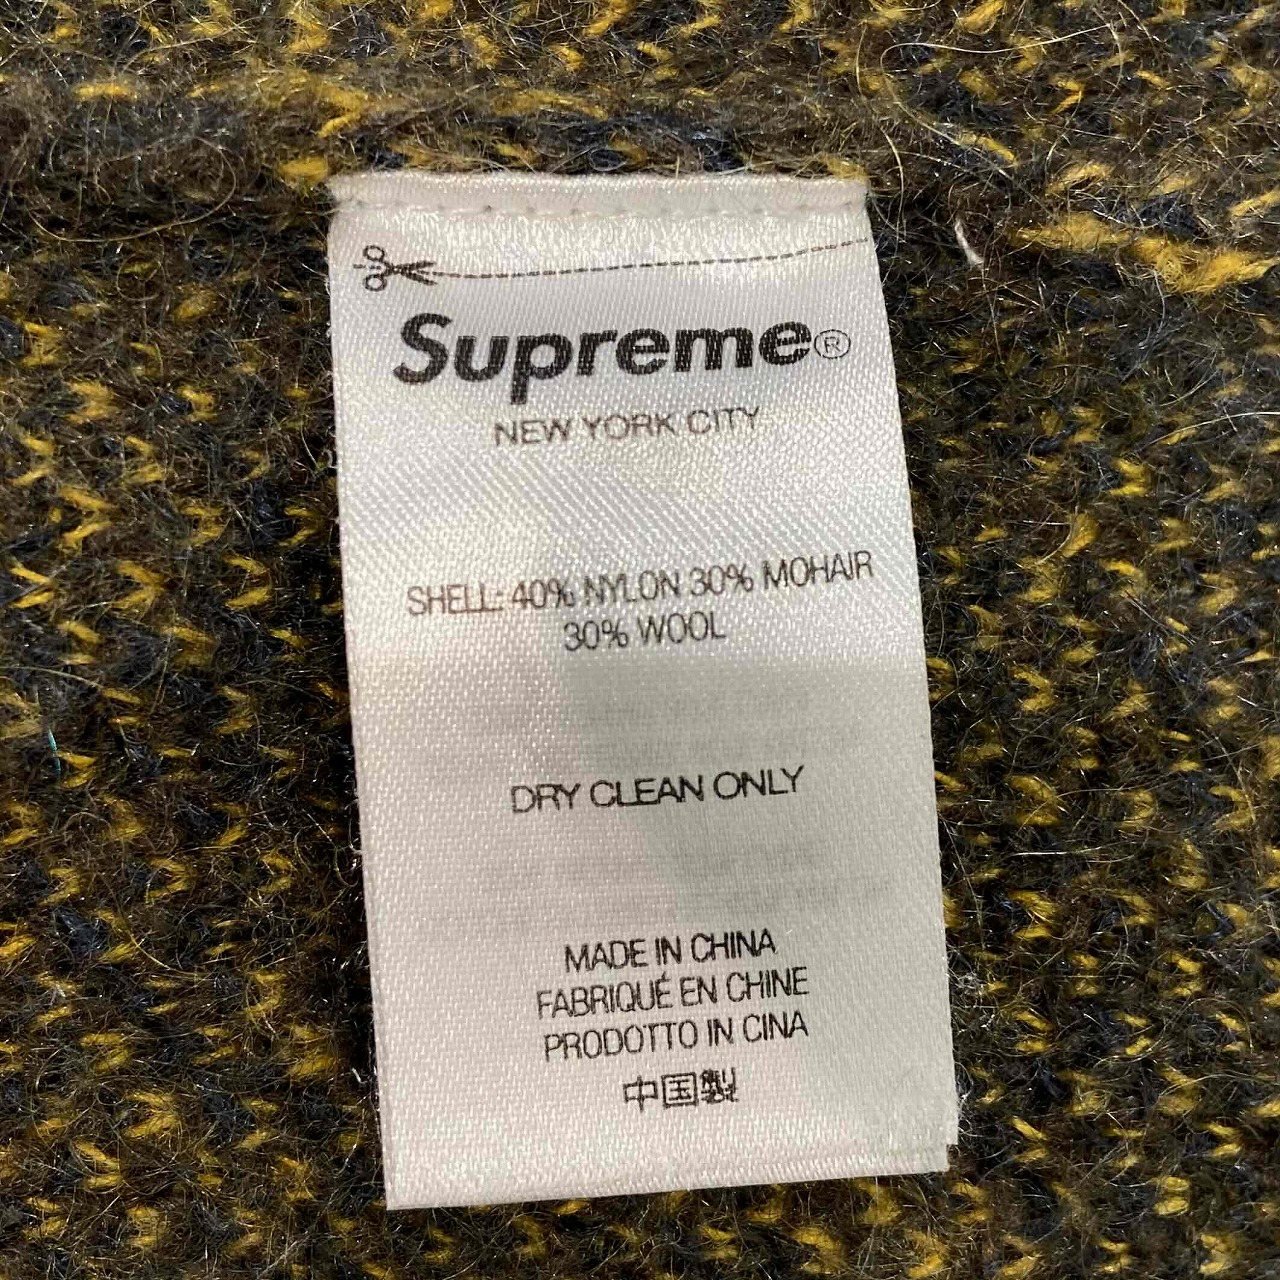 Supreme®
NEW YORK CITY
SHELL: 40% NYLON 30% MOHAIR
30% WOOL
DRY CLEAN ONLY
MADE IN CHINA
FABRIQUÉ EN CHINE
PRODOTTO IN CINA
中国製